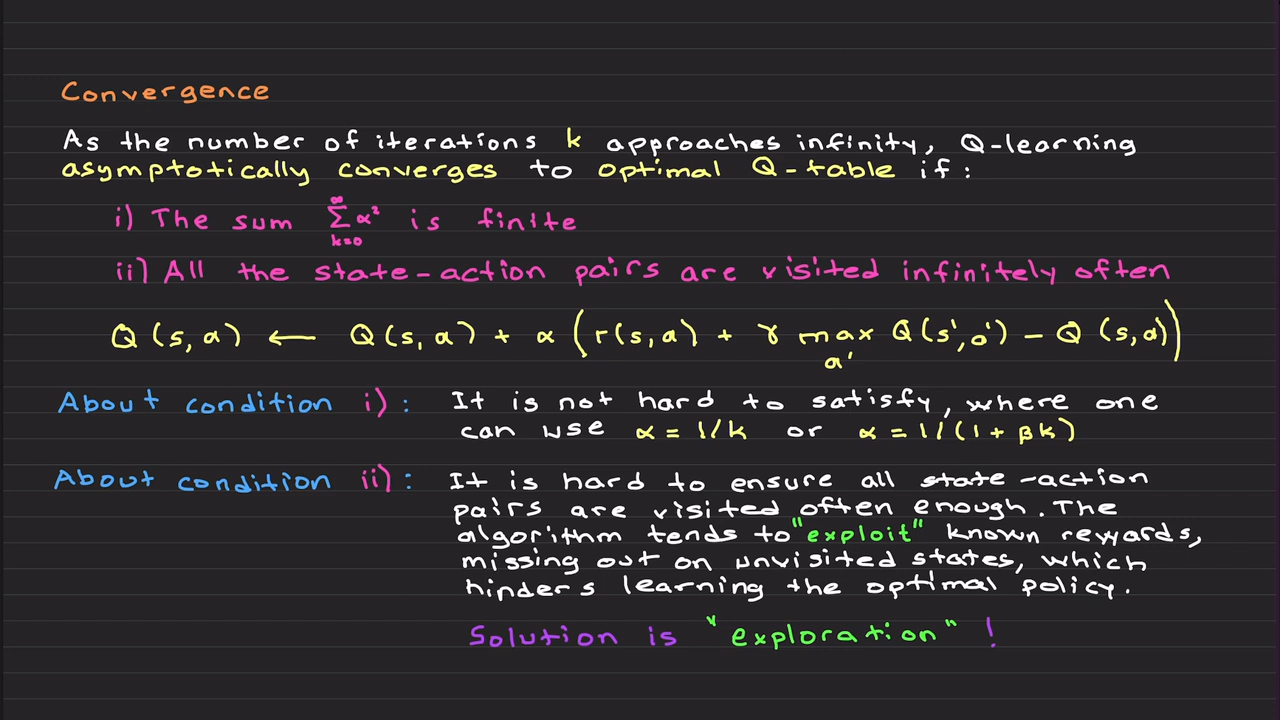 Convergence
As the number of iterations k approaches infinity, Q-learning
asymptotically converges to optimal Q-table if:
i) The sum ∑_{k=0}^{∞} α² is finite
ii) All the state-action pairs are visited infinitely often
Q(s,a) ← Q(s,a) + α(r(s,a) + γ max_{a'} Q(s',a') - Q(s,a))
About condition i): It is not hard to satisfy, where one
can use α = 1/k or α = 1/(1 + βk)
About condition ii): It is hard to ensure all state-action
pairs are visited often enough. The
algorithm tends to "exploit" known rewards,
missing out on unvisited states, which
hinders learning the optimal policy.
Solution is "exploration" !